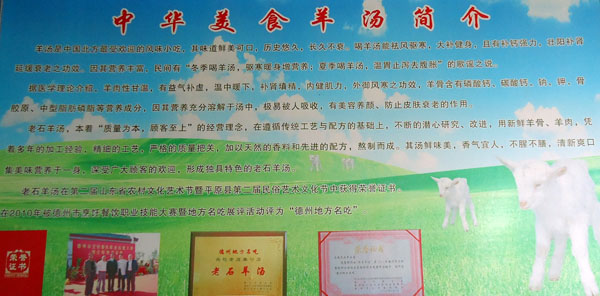 中华美食羊汤简介
羊汤是中国北方最受欢迎的风味小吃，其味道鲜美可口，历史悠久，长久不衰。喝羊汤能祛风驱寒，大补健身，且有补钙强力，壮阳补肾
延缓衰老之功效。因其营养丰富，民间有“冬季喝羊汤，驱寒暖身增营养；夏季喝羊汤，温胃止泻去腹胀”的歌谣之说。
据医学理论介绍，羊肉性甘温，有益气补虚，温中暖下，补肾填精，内健肌力，外御风寒之功效，羊骨含有磷酸钙、碳酸钙、钠、钾、骨
胶原、中型脂肪磷脂等营养成分，因其营养充分溶解于汤中，极易被人吸收，有美容养颜、防止皮肤衰老的作用
老石羊汤，本着“质量为本，顾客至上”的经营理念，在遵循传统工艺与配方的基础上，不断的潜心研究、改进，用新鲜羊骨、羊肉，凭
着多年的加工经验，精细的工艺，严格的质量把关，加以天然的香料和先进的配方，熬制而成。其汤鲜味美，香气宜人，不腥不膻，清新爽口
集美味营养于一身，深受广大顾客的欢迎，形成独具特色的老石羊汤
老石羊汤在第二届山东省农村文化艺术节暨平原县第二届民俗艺术文化节中获得荣誉证书
在2010年被德州市烹饪餐饮职业技能大赛暨地方名吃展评活动评为“德州地方名吃”
荣誉证书
德州地方名吃
老石羊汤
荣誉证书